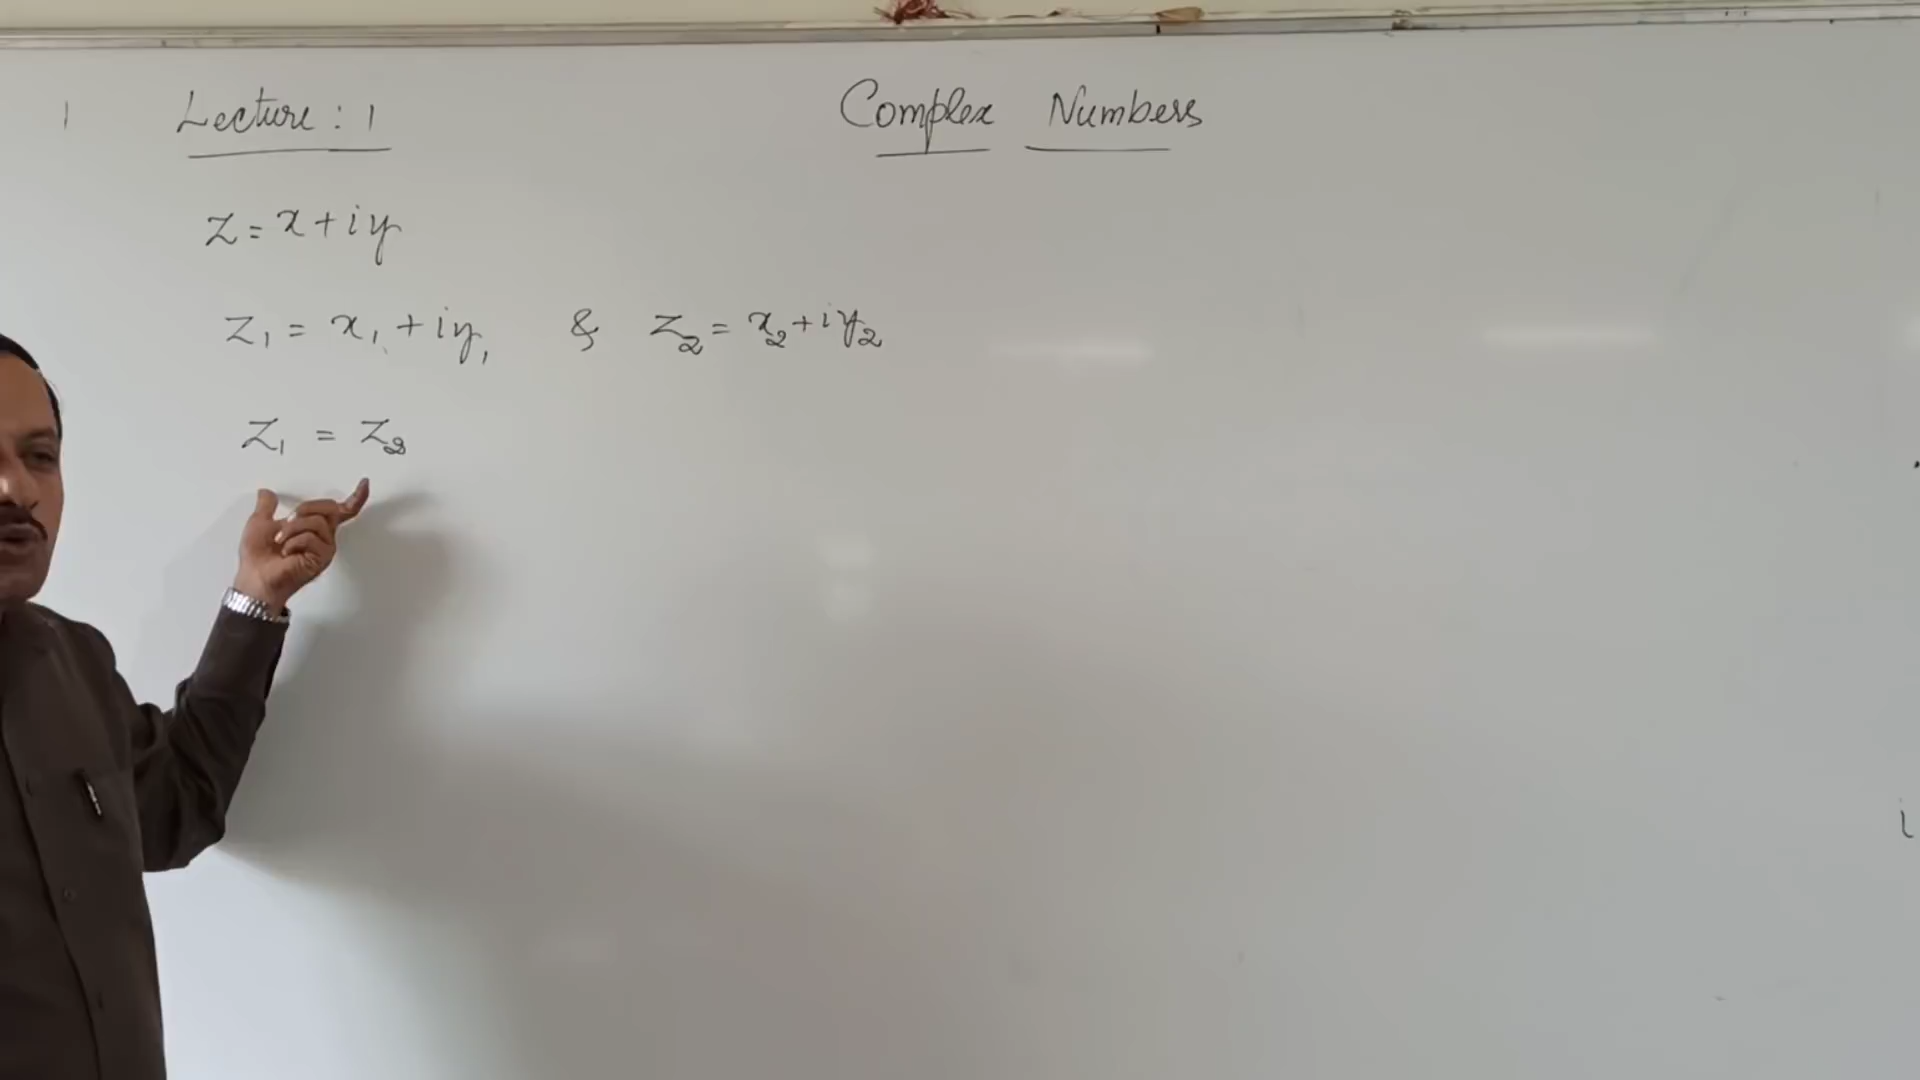 Lecture : 1 Complex Numbers
z = x + iy
z₁ = x₁ + iy₁ & z₂ = x₂ + iy₂
z₁ = z₂
i